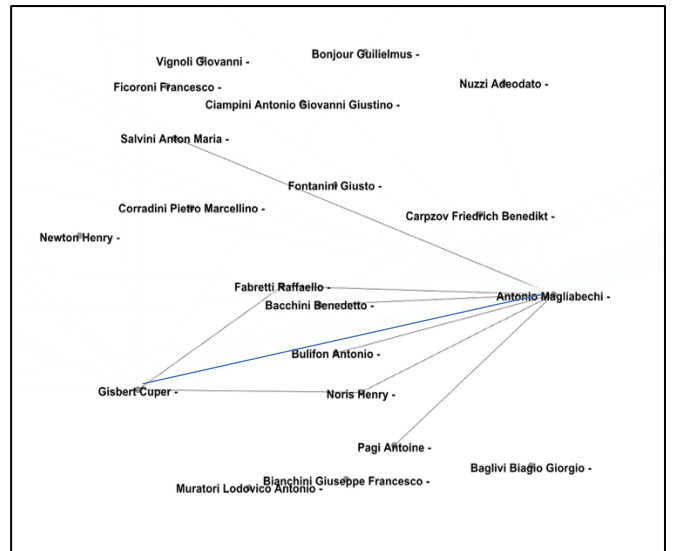 Bonjour Guilielmus -
Vignoli Giovanni -
Nuzzi Adeodato -
Ficoroni Francesco -
Ciampini Antonio Giovanni Giustino -
Salvini Anton Maria -
Fontanini Giusto -
Corradini Pietro Marcellino -
Carpzov Friedrich Benedikt -
Newton Henry -
Fabretti Raffaello -
Antonio Magliabechi -
Bacchini Benedetto -
Bulifon Antonio -
Gisbert Cuper -
Noris Henry -
Pagi Antoine -
Baglivi Biagio Giorgio -
Bianchini Giuseppe Francesco -
Muratori Lodovico Antonio -